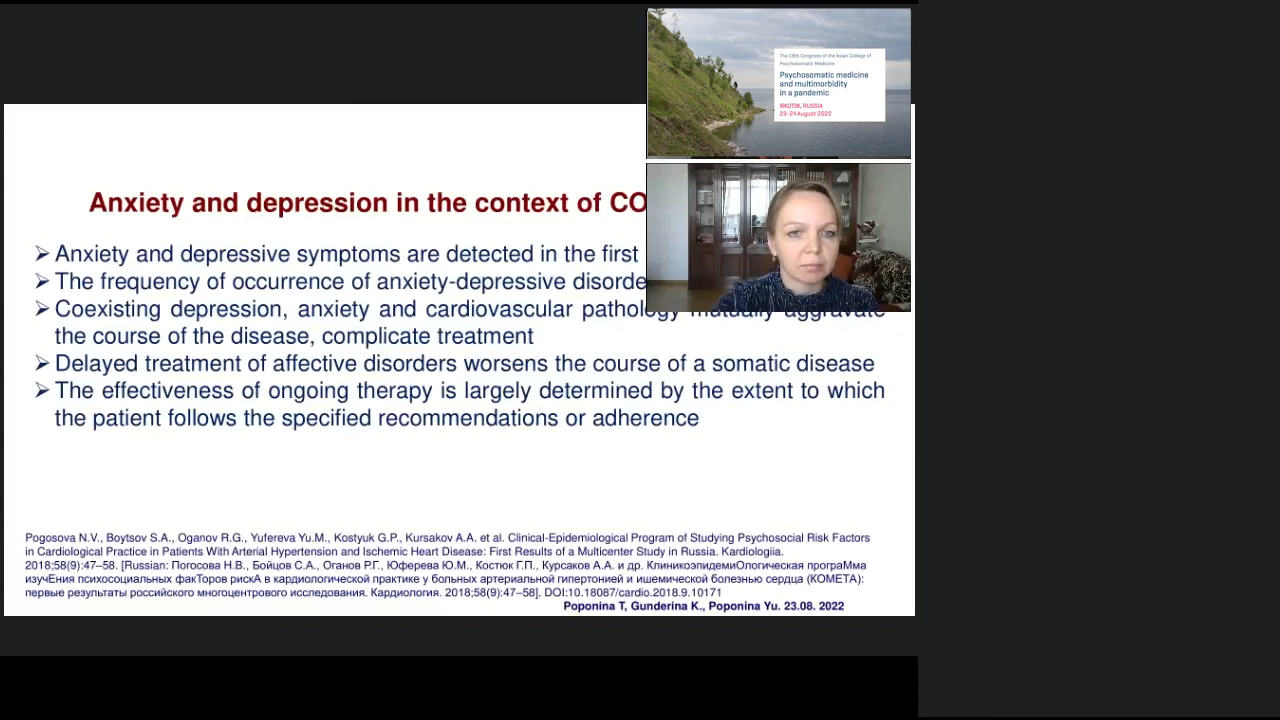 The 19th Congress of the Asian College of
Psychosomatic Medicine
Psychosomatic medicine
and multimorbidity
in a pandemic
IRKUTSK, RUSSIA
23–24 August 2022
Anxiety and depression in the context of CO
Anxiety and depressive symptoms are detected in the first
The frequency of occurrence of anxiety-depressive disorde
Coexisting depression, anxiety and cardiovascular pathology mutually aggravate
the course of the disease, complicate treatment
Delayed treatment of affective disorders worsens the course of a somatic disease
The effectiveness of ongoing therapy is largely determined by the extent to which
the patient follows the specified recommendations or adherence
Pogosova N.V., Boytsov S.A., Oganov R.G., Yufereva Yu.M., Kostyuk G.P., Kursakov A.A. et al. Clinical-Epidemiological Program of Studying Psychosocial Risk Factors
in Cardiological Practice in Patients With Arterial Hypertension and Ischemic Heart Disease: First Results of a Multicenter Study in Russia. Kardiologiia.
2018;58(9):47–58. [Russian: Погосова Н.В., Бойцов С.А., Оганов Р.Г., Юферева Ю.М., Костюк Г.П., Курсаков А.А. и др. КлиникоэпидемиОлогическая програМма
изучЕния психосоциальных факТоров рискА в кардиологической практике у больных артериальной гипертонией и ишемической болезнью сердца (КОМЕТА):
первые результаты российского многоцентрового исследования. Кардиология. 2018;58(9):47–58]. DOI:10.18087/cardio.2018.9.10171
Poponina T, Gunderina K., Poponina Yu. 23.08. 2022